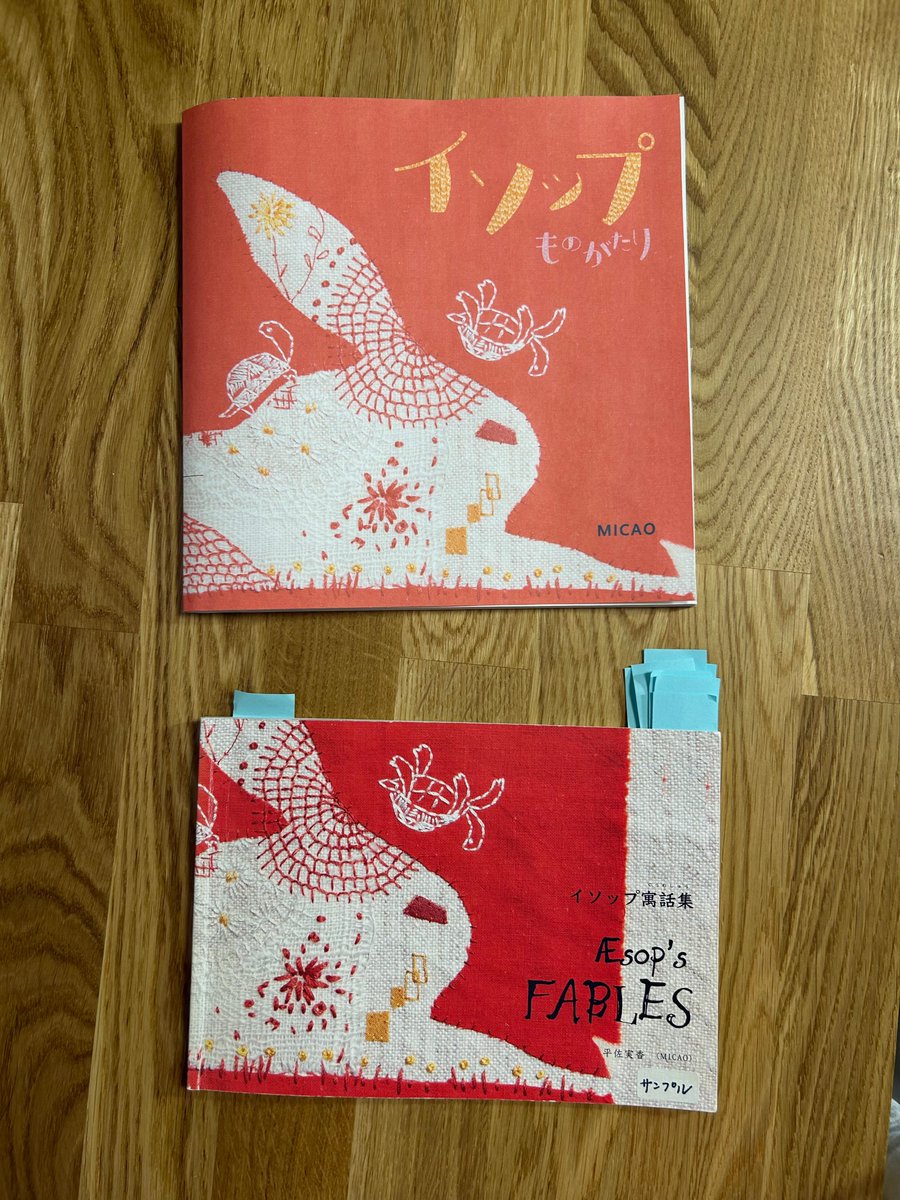 イソップ
ものがたり
MICAO
イソップ寓話集
Æsop's
FABLES
平佐実香 (MICAO)
サンプル